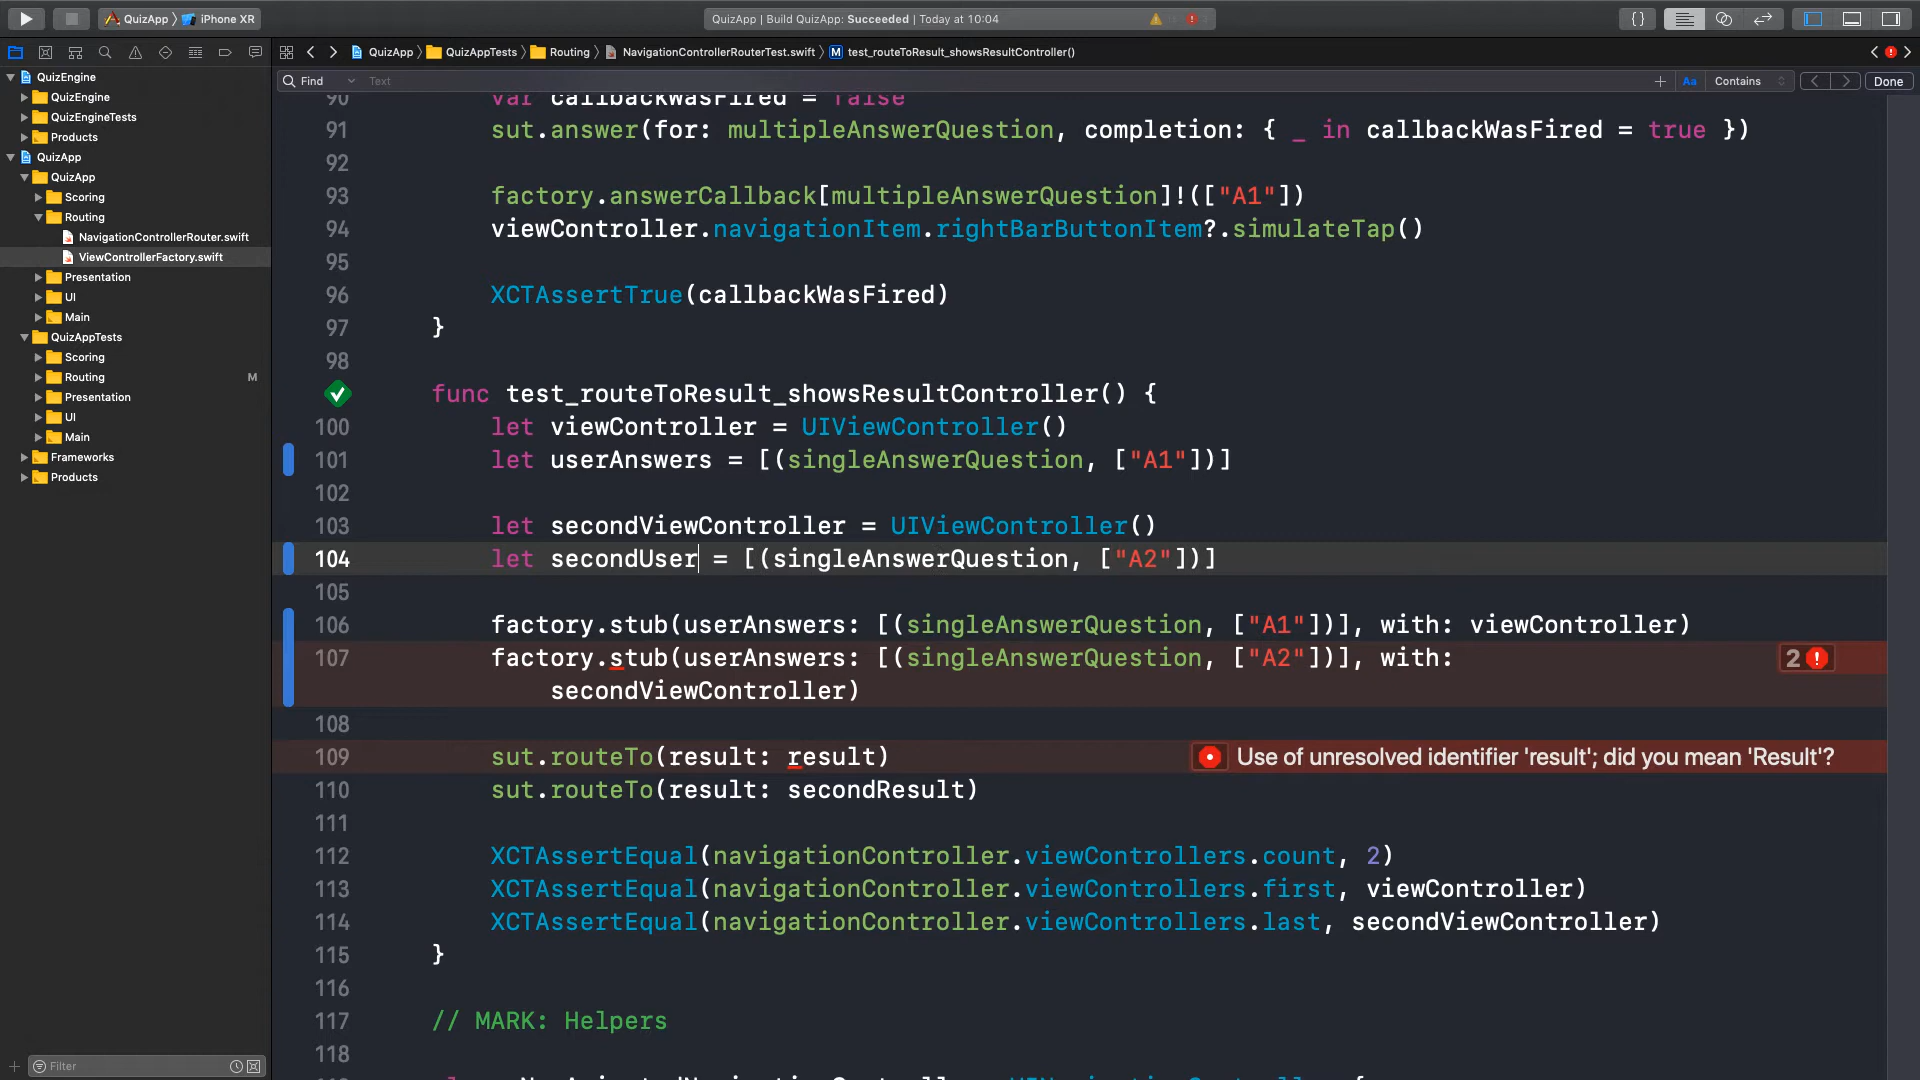 QuizApp iPhone XR
QuizApp | Build QuizApp: Succeeded | Today at 10:04
QuizApp QuizAppTests Routing NavigationControllerRouterTest.swift M test_routeToResult_showsResultController()
Find Text Aa Contains Done
QuizEngine
QuizEngine
QuizEngineTests
Products
QuizApp
QuizApp
Scoring
Routing
NavigationControllerRouter.swift
ViewControllerFactory.swift
Presentation
UI
Main
QuizAppTests
Scoring
Routing M
Presentation
UI
Main
Frameworks
Products
Filter
90 var callbackWasFired = false
91 sut.answer(for: multipleAnswerQuestion, completion: { _ in callbackWasFired = true })
92
93 factory.answerCallback[multipleAnswerQuestion]!(["A1"])
94 viewController.navigationItem.rightBarButtonItem?.simulateTap()
95
96 XCTAssertTrue(callbackWasFired)
97 }
98
func test_routeToResult_showsResultController() {
100 let viewController = UIViewController()
101 let userAnswers = [(singleAnswerQuestion, ["A1"])]
102
103 let secondViewController = UIViewController()
104 let secondUser = [(singleAnswerQuestion, ["A2"])]
105
106 factory.stub(userAnswers: [(singleAnswerQuestion, ["A1"])], with: viewController)
107 factory.stub(userAnswers: [(singleAnswerQuestion, ["A2"])], with: 2
secondViewController)
108
109 sut.routeTo(result: result) Use of unresolved identifier 'result'; did you mean 'Result'?
110 sut.routeTo(result: secondResult)
111
112 XCTAssertEqual(navigationController.viewControllers.count, 2)
113 XCTAssertEqual(navigationController.viewControllers.first, viewController)
114 XCTAssertEqual(navigationController.viewControllers.last, secondViewController)
115 }
116
117 // MARK: Helpers
118